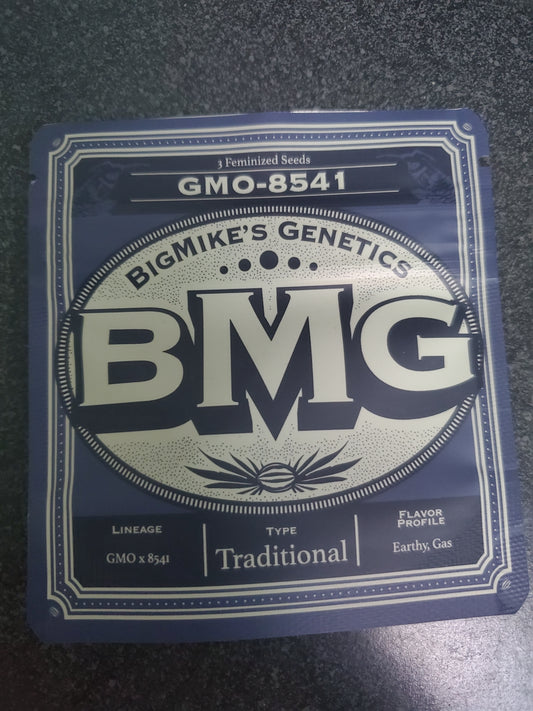 3 Feminized Seeds
GMO-8541
BigMike's Genetics
BMG
Lineage
GMO x 8541
Type
Traditional
Flavor
Profile
Earthy, Gas